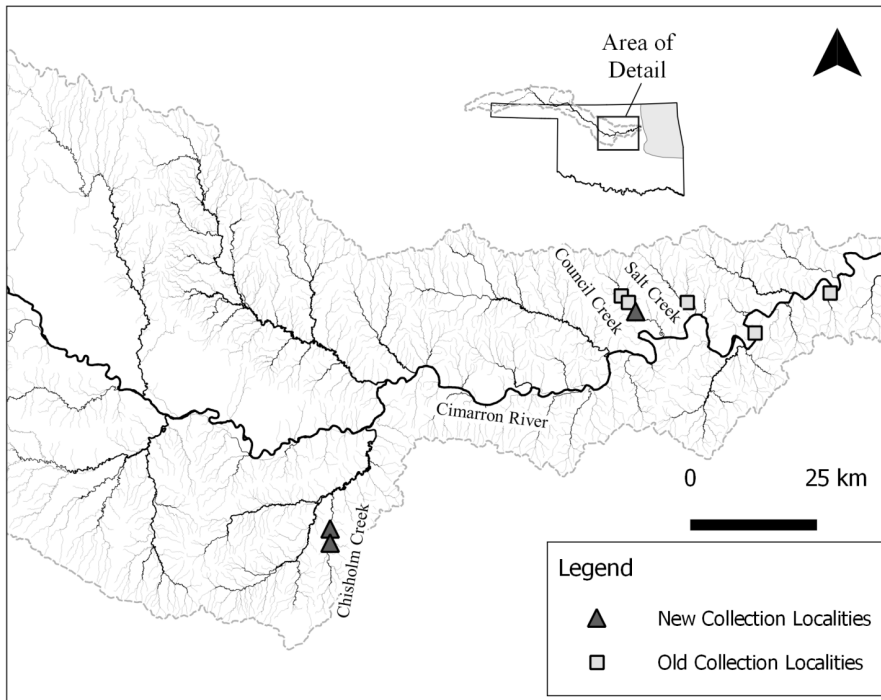 Area of
Detail
Council Creek
Salt Creek
Cimarron River
Chisholm Creek
0 25 km
Legend
New Collection Localities
Old Collection Localities